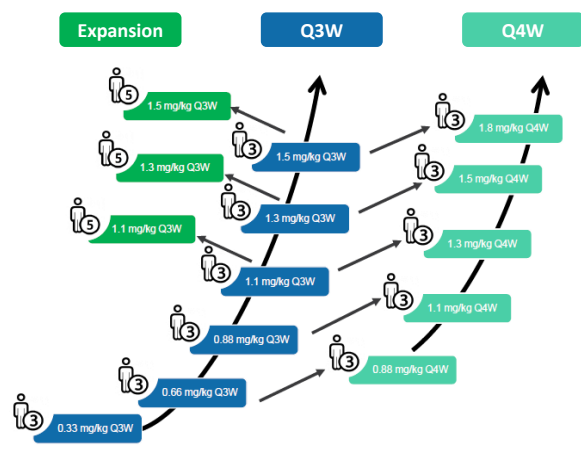 Expansion
Q3W
Q4W
5
1.5 mg/kg Q3W
3
1.5 mg/kg Q3W
3
1.8 mg/kg Q4W
5
1.3 mg/kg Q3W
3
1.3 mg/kg Q3W
3
1.5 mg/kg Q4W
5
1.1 mg/kg Q3W
3
1.1 mg/kg Q3W
3
1.3 mg/kg Q4W
3
0.88 mg/kg Q3W
3
1.1 mg/kg Q4W
3
0.66 mg/kg Q3W
3
0.88 mg/kg Q4W
3
0.33 mg/kg Q3W